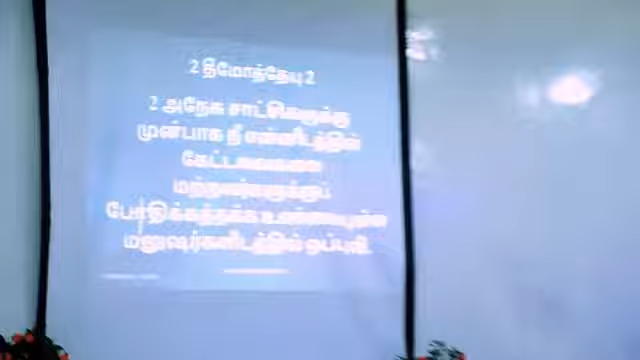 2 தீமோத்தேயு 2
2 அநேக சாட்சிகளுக்கு
முன்பாக நீ என்னிடத்தில்
கேட்டவைகளை
மற்றவர்களுக்குப்
போதிக்கத்தக்க உண்மையுள்ள
மனுஷர்களிடத்தில் ஒப்புவி.